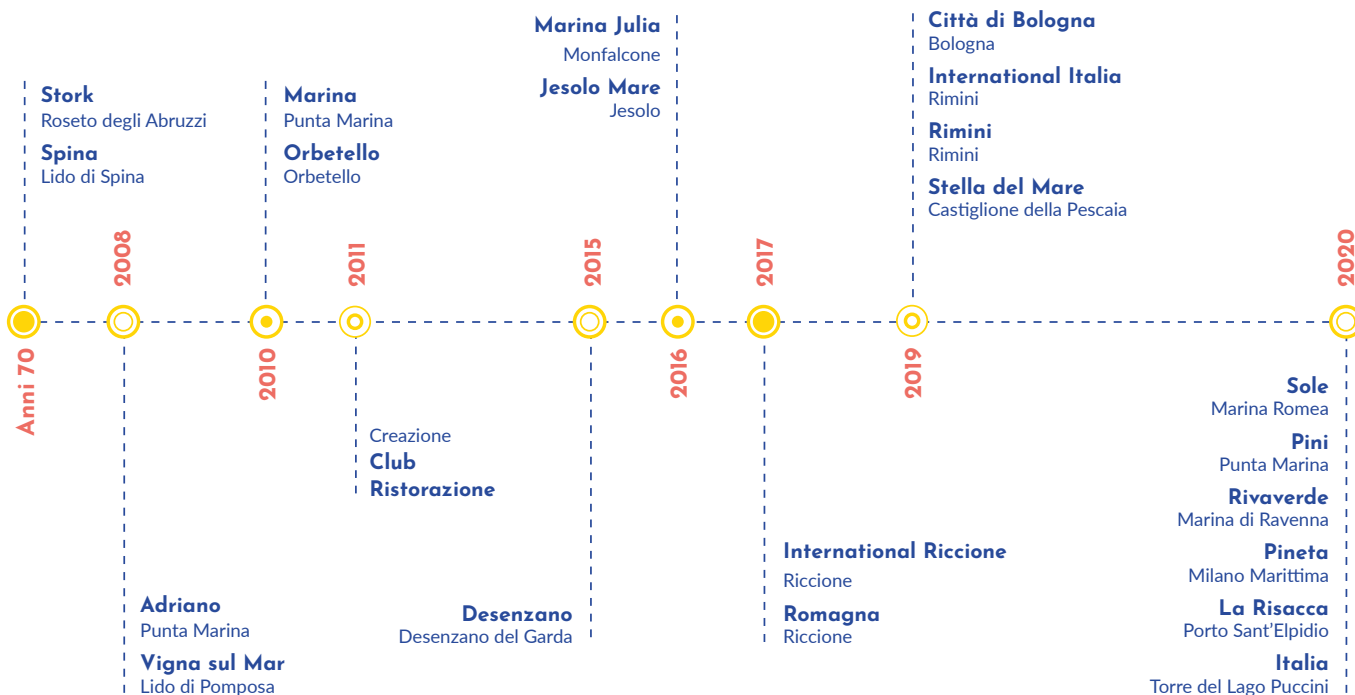 Anni 70
Stork
Roseto degli Abruzzi
Spina
Lido di Spina
2008
Adriano
Punta Marina
Vigna sul Mar
Lido di Pomposa
2010
Marina
Punta Marina
Orbetello
Orbetello
2011
Creazione
Club
Ristorazione
2015
Desenzano
Desenzano del Garda
2016
Marina Julia
Monfalcone
Jesolo Mare
Jesolo
2017
International Riccione
Riccione
Romagna
Riccione
2019
Città di Bologna
Bologna
International Italia
Rimini
Rimini
Rimini
Stella del Mare
Castiglione della Pescaia
2020
Sole
Marina Romea
Pini
Punta Marina
Rivaverde
Marina di Ravenna
Pineta
Milano Marittima
La Risacca
Porto Sant’Elpidio
Italia
Torre del Lago Puccini